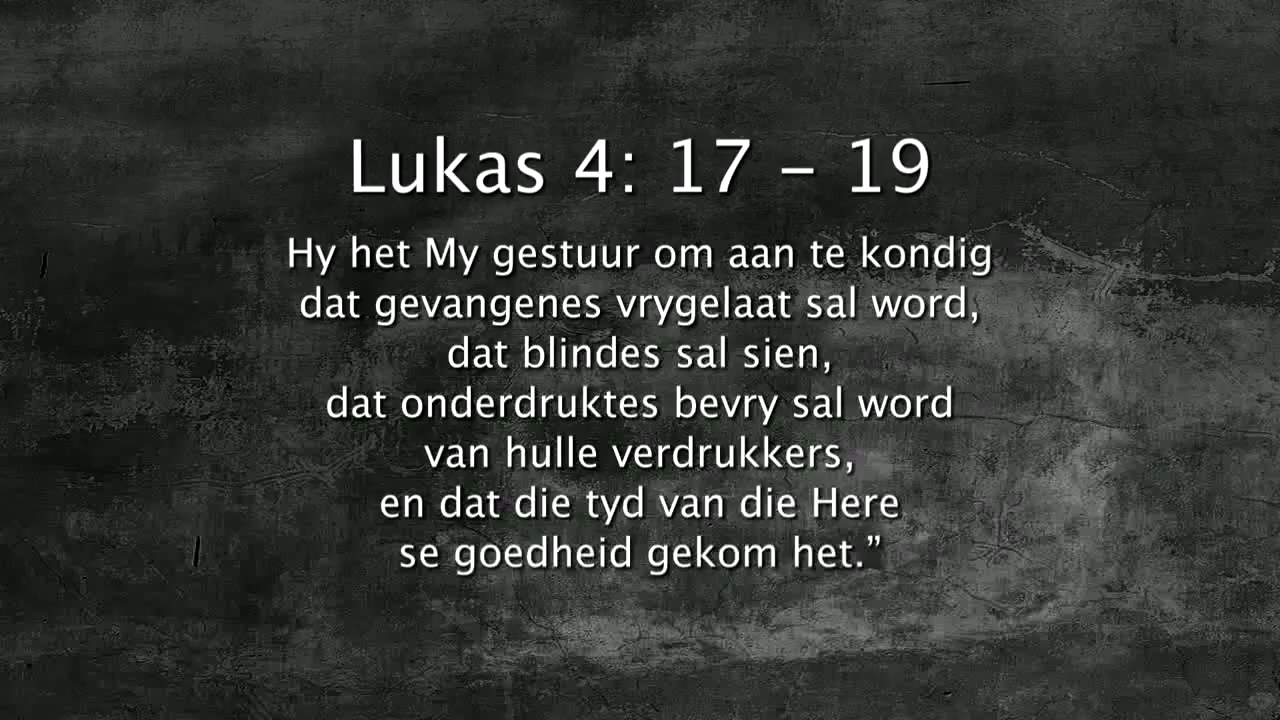 Lukas 4: 17 – 19
Hy het My gestuur om aan te kondig
dat gevangenes vrygelaat sal word,
dat blindes sal sien,
dat onderdruktes bevry sal word
van hulle verdrukkers,
en dat die tyd van die Here
se goedheid gekom het.”